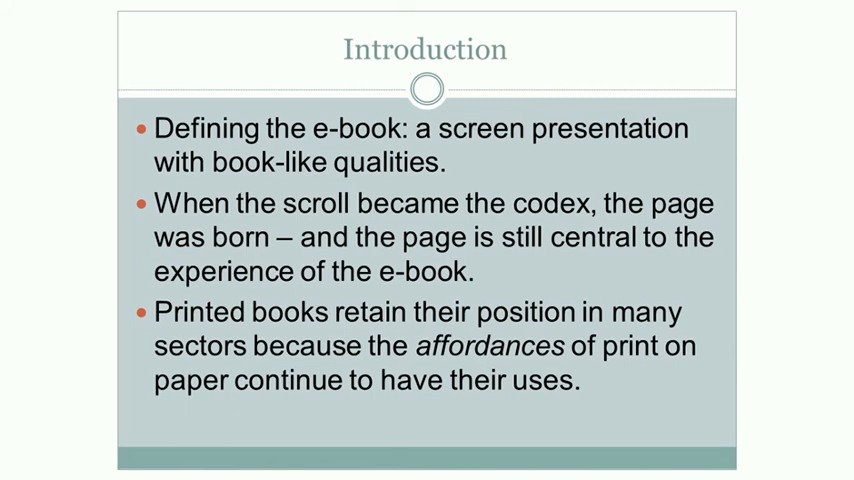 Introduction
• Defining the e-book: a screen presentation
with book-like qualities.
• When the scroll became the codex, the page
was born – and the page is still central to the
experience of the e-book.
• Printed books retain their position in many
sectors because the affordances of print on
paper continue to have their uses.